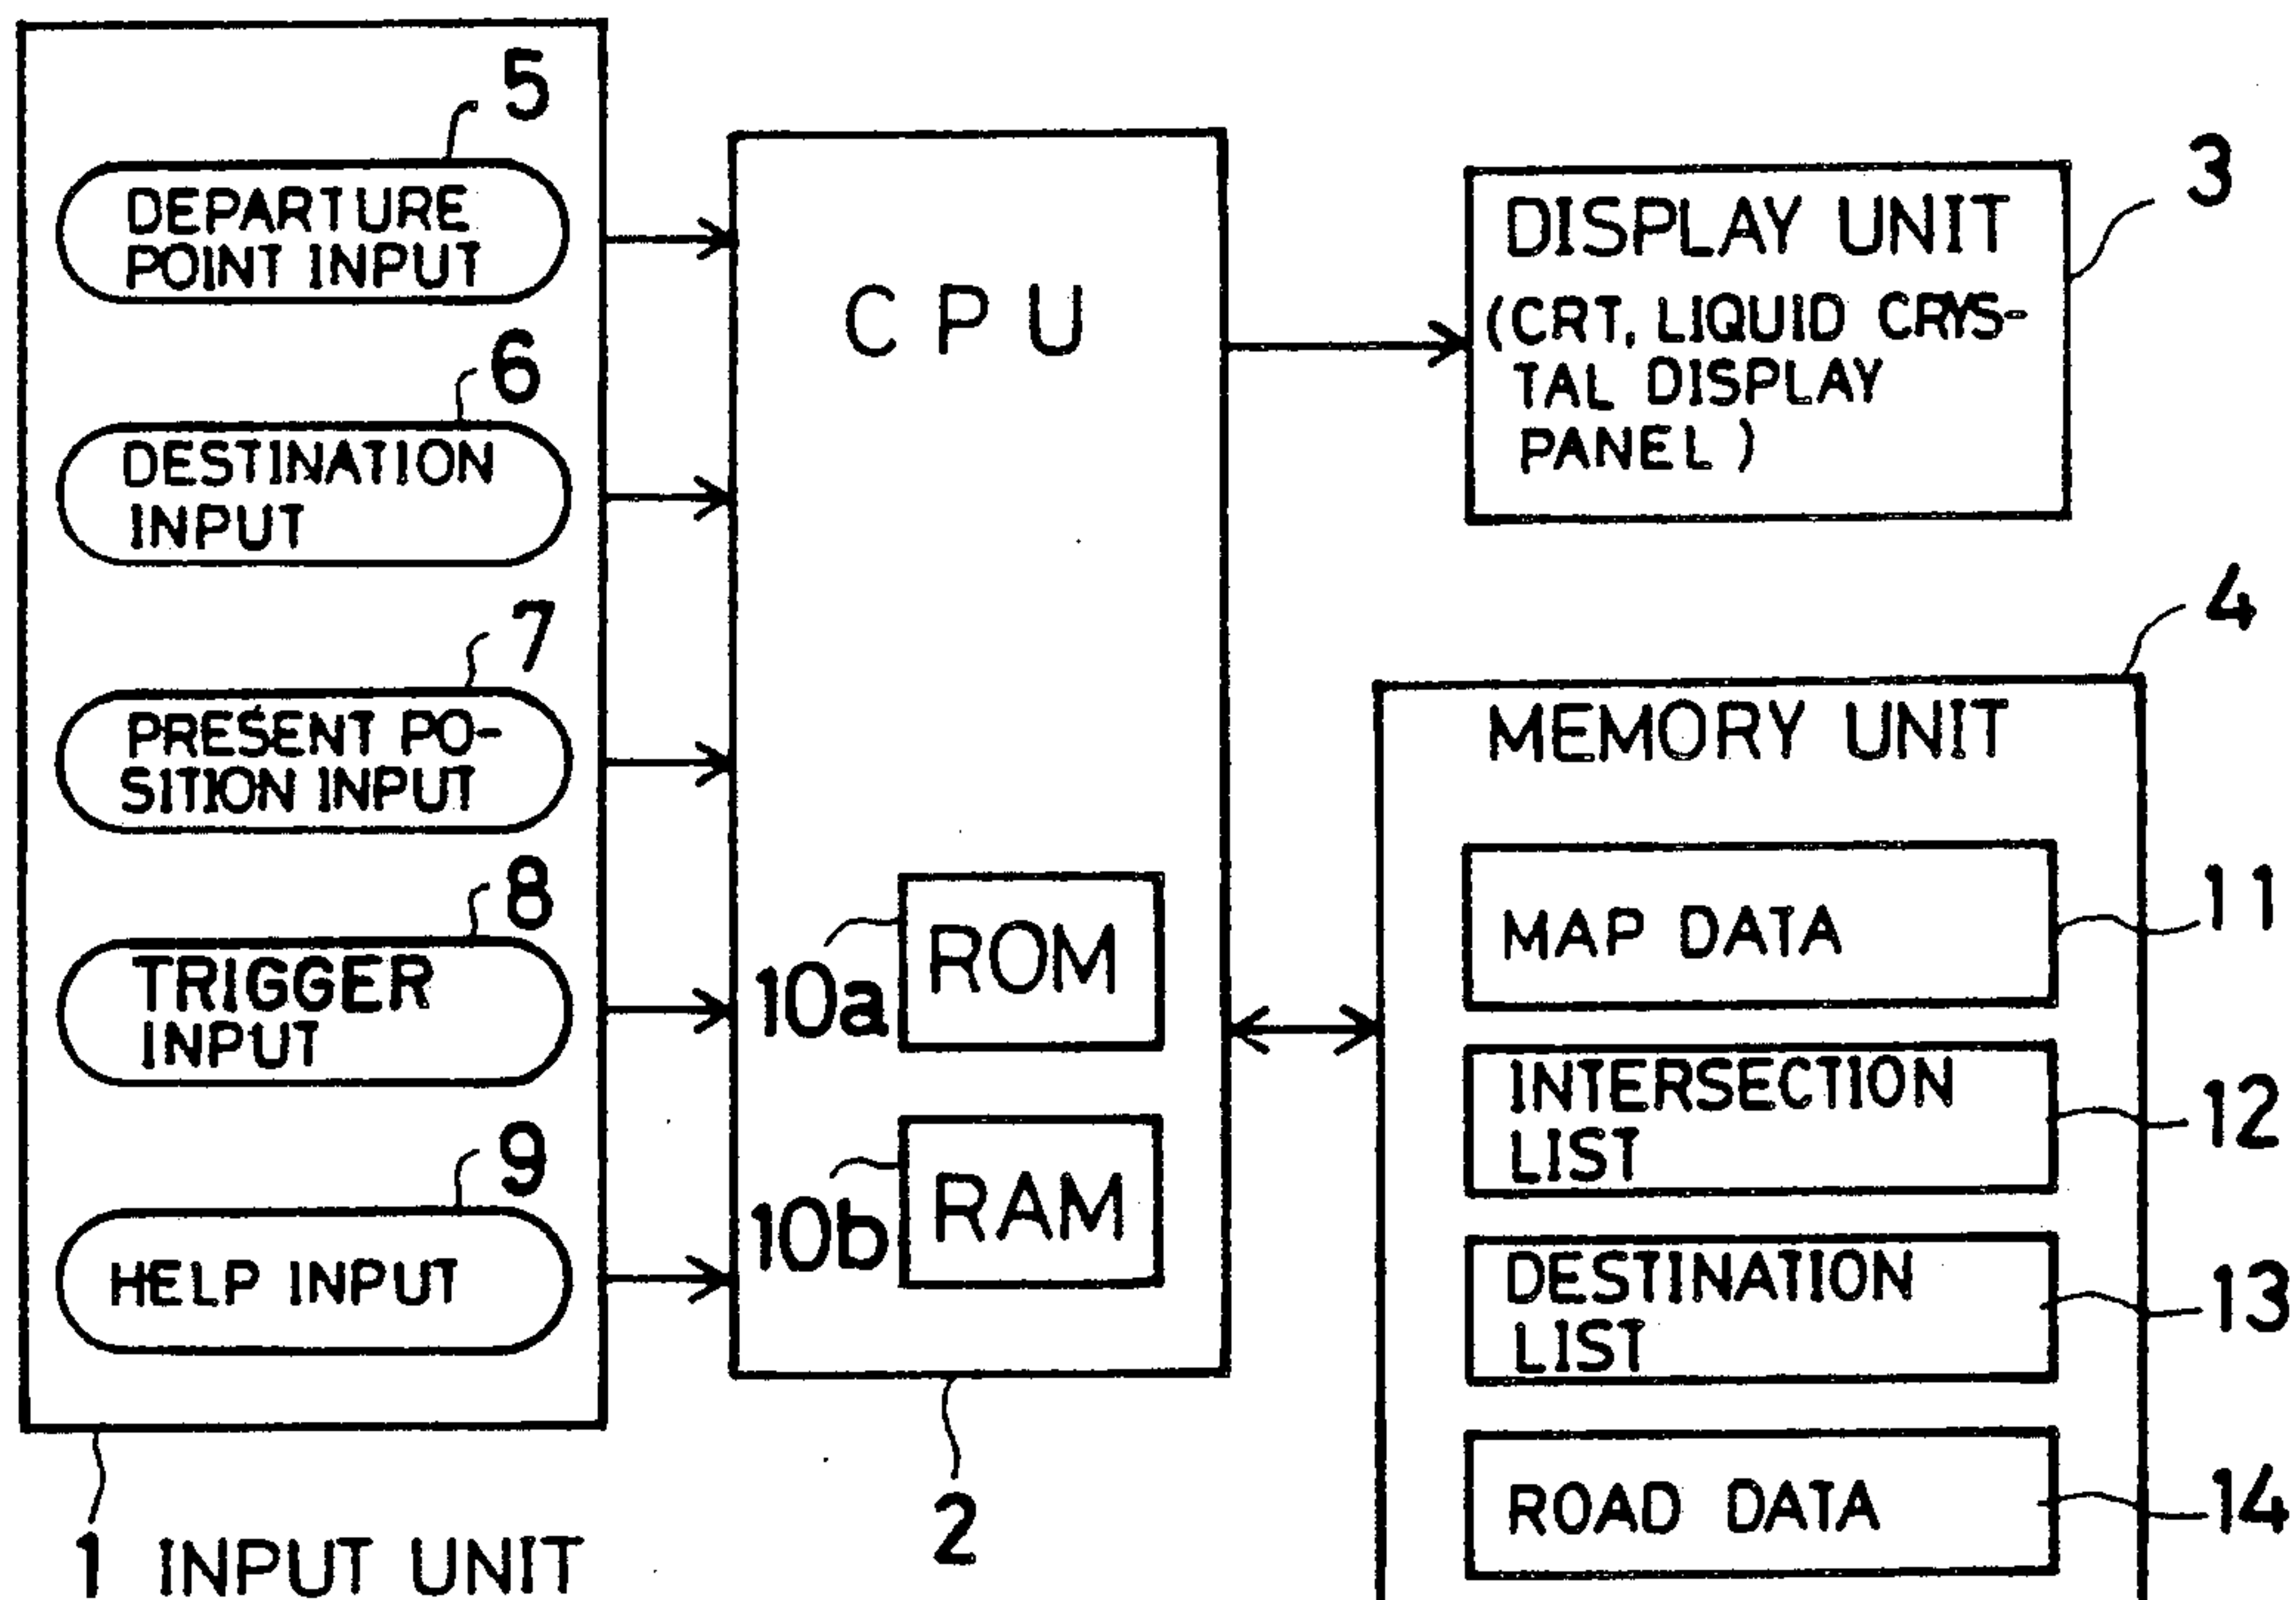 5
DEPARTURE
POINT INPUT
6
DESTINATION
INPUT
7
PRESENT PO-
SITION INPUT
8
TRIGGER
INPUT
9
HELP INPUT
1 INPUT UNIT
CPU
10a
ROM
10b
RAM
2
3
DISPLAY UNIT
(CRT, LIQUID CRYS-
TAL DISPLAY
PANEL)
4
MEMORY UNIT
MAP DATA
11
INTERSECTION
LIST
12
DESTINATION
LIST
13
ROAD DATA
14